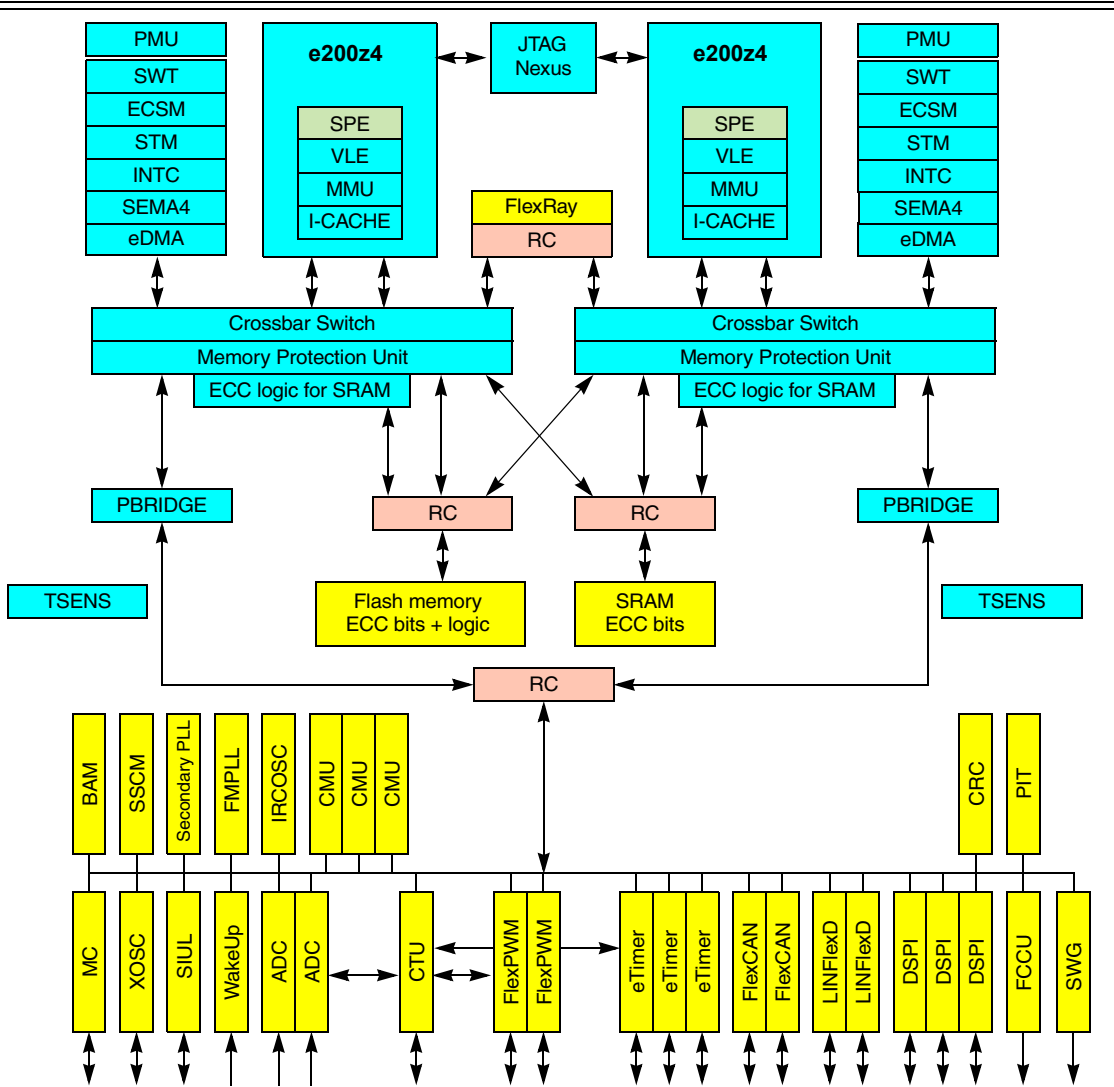 PMU
SWT
ECSM
STM
INTC
SEMA4
eDMA
e200z4
SPE
VLE
MMU
I-CACHE
JTAG
Nexus
FlexRay
RC
e200z4
SPE
VLE
MMU
I-CACHE
PMU
SWT
ECSM
STM
INTC
SEMA4
eDMA
Crossbar Switch
Memory Protection Unit
ECC logic for SRAM
Crossbar Switch
Memory Protection Unit
ECC logic for SRAM
PBRIDGE
RC
RC
PBRIDGE
TSENS
Flash memory
ECC bits + logic
SRAM
ECC bits
TSENS
RC
BAM
SSCM
Secondary PLL
FMPLL
IRCOSC
CMU
CMU
CMU
CRC
PIT
MC
XOSC
SIUL
WakeUp
ADC
ADC
CTU
FlexPWM
FlexPWM
eTimer
eTimer
eTimer
FlexCAN
FlexCAN
LINFlexD
LINFlexD
DSPI
DSPI
DSPI
FCCU
SWG